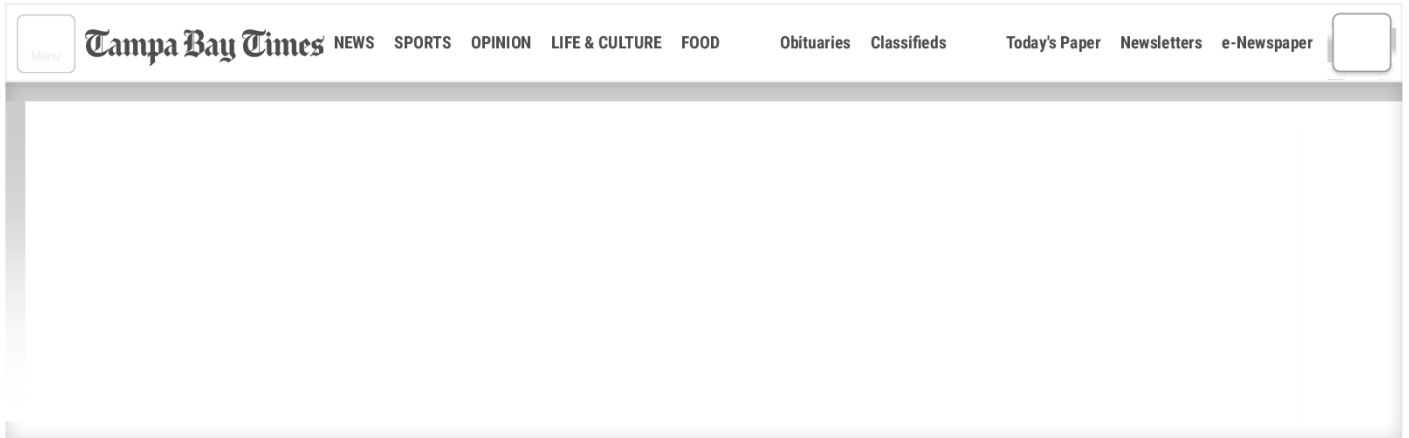 Menu
Tampa Bay Times NEWS SPORTS OPINION LIFE & CULTURE FOOD Obituaries Classifieds Today's Paper Newsletters e-Newspaper